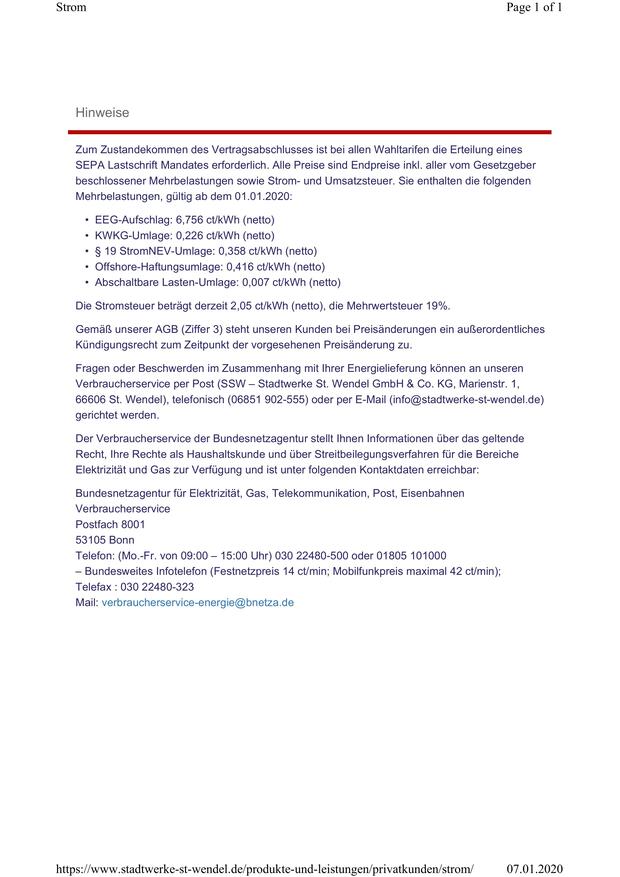 Strom
Page 1 of 1
Hinweise
Zum Zustandekommen des Vertragsabschlusses ist bei allen Wahltarifen die Erteilung eines
SEPA Lastschrift Mandates erforderlich. Alle Preise sind Endpreise inkl. aller vom Gesetzgeber
beschlossener Mehrbelastungen sowie Strom- und Umsatzsteuer. Sie enthalten die folgenden
Mehrbelastungen, gültig ab dem 01.01.2020:
• EEG-Aufschlag: 6,756 ct/kWh (netto)
• KWKG-Umlage: 0,226 ct/kWh (netto)
• § 19 StromNEV-Umlage: 0,358 ct/kWh (netto)
• Offshore-Haftungsumlage: 0,416 ct/kWh (netto)
• Abschaltbare Lasten-Umlage: 0,007 ct/kWh (netto)
Die Stromsteuer beträgt derzeit 2,05 ct/kWh (netto), die Mehrwertsteuer 19%.
Gemäß unserer AGB (Ziffer 3) steht unseren Kunden bei Preisänderungen ein außerordentliches
Kündigungsrecht zum Zeitpunkt der vorgesehenen Preisänderung zu.
Fragen oder Beschwerden im Zusammenhang mit Ihrer Energielieferung können an unseren
Verbraucherservice per Post (SSW – Stadtwerke St. Wendel GmbH & Co. KG, Marienstr. 1,
66606 St. Wendel), telefonisch (06851 902-555) oder per E-Mail (info@stadtwerke-st-wendel.de)
gerichtet werden.
Der Verbraucherservice der Bundesnetzagentur stellt Ihnen Informationen über das geltende
Recht, Ihre Rechte als Haushaltskunde und über Streitbeilegungsverfahren für die Bereiche
Elektrizität und Gas zur Verfügung und ist unter folgenden Kontaktdaten erreichbar:
Bundesnetzagentur für Elektrizität, Gas, Telekommunikation, Post, Eisenbahnen
Verbraucherservice
Postfach 8001
53105 Bonn
Telefon: (Mo.-Fr. von 09:00 – 15:00 Uhr) 030 22480-500 oder 01805 101000
– Bundesweites Infotelefon (Festnetzpreis 14 ct/min; Mobilfunkpreis maximal 42 ct/min);
Telefax : 030 22480-323
Mail: verbraucherservice-energie@bnetza.de
https://www.stadtwerke-st-wendel.de/produkte-und-leistungen/privatkunden/strom/
07.01.2020